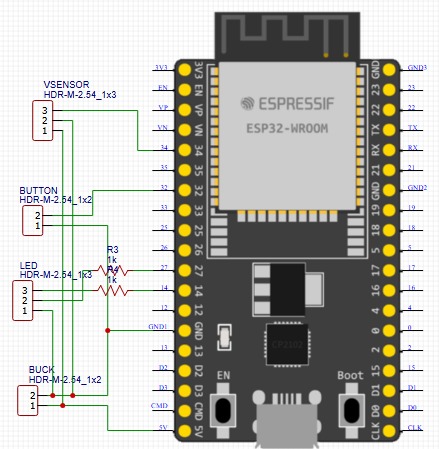 VSENSOR
HDR-M-2.54_1x3
3
2
1
BUTTON
HDR-M-2.54_1x2
2
1
R3
1k
R4
1k
LED
HDR-M-2.54_1x3
3
2
1
BUCK
HDR-M-2.54_1x2
2
1
3V3
EN
VP
VN
34
35
32
33
25
26
27
14
12
GND1
13
D2
D3
CMD
5V
3V3
EN
VP
VN
34
35
32
33
25
26
27
14
12
GND
13
D2
D3
CMD
5V
ESPRESSIF
ESP32-WROOM
CP2102
EN
Boot
GND
23
22
TX
RX
21
GND
19
18
5
17
16
4
0
2
15
D1
D0
CLK
GND3
23
22
TX
RX
21
GND2
19
18
5
17
16
4
0
2
15
D1
D0
CLK